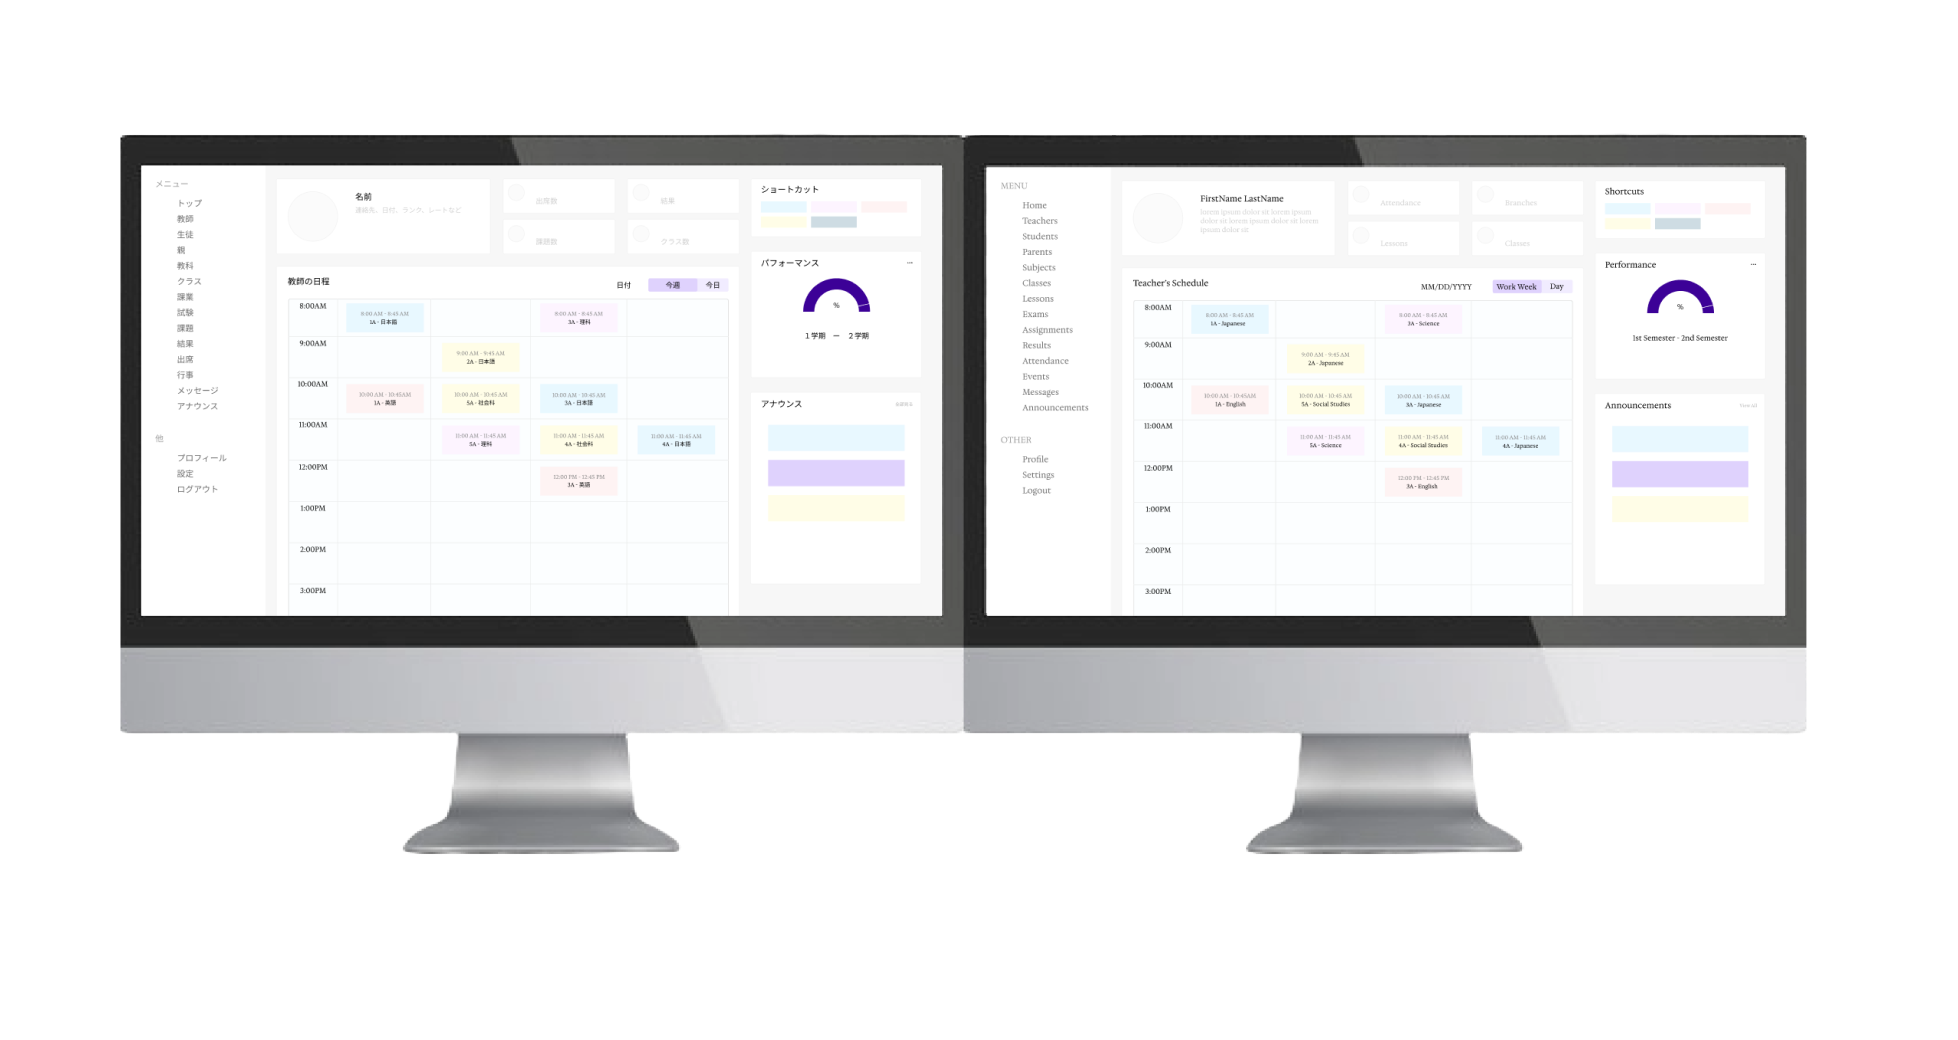 メニュー
トップ
教師
生徒
親
教科
クラス
課業
試験
課題
結果
出席
行事
メッセージ
アナウンス
他
プロフィール
設定
ログアウト
名前
連絡先、日付、ランク、レートなど
出席数
結果
課題数
クラス数
教師の日程
日付
今週
今日
8:00AM
8:00 AM - 8:45 AM
1A - 日本語
8:00 AM - 8:45 AM
3A - 理科
9:00AM
9:00 AM - 9:45 AM
2A - 日本語
10:00AM
10:00 AM - 10:45AM
1A - 英語
10:00 AM - 10:45 AM
5A - 社会科
10:00 AM - 10:45 AM
3A - 日本語
11:00AM
11:00 AM - 11:45 AM
5A - 理科
11:00 AM - 11:45 AM
4A - 社会科
11:00 AM - 11:45 AM
4A - 日本語
12:00PM
12:00 PM - 12:45 PM
3A - 英語
1:00PM
2:00PM
3:00PM
ショートカット
パフォーマンス
...
%
1 学期 ー 2 学期
アナウンス
MENU
Home
Teachers
Students
Parents
Subjects
Classes
Lessons
Exams
Assignments
Results
Attendance
Events
Messages
Announcements
OTHER
Profile
Settings
Logout
FirstName LastName
lorem ipsum dolor sit lorem ipsum
dolor sit lorem ipsum dolor sit lorem
ipsum dolor sit
Attendance
Branches
Lessons
Classes
Teacher's Schedule
MM/DD/YYYY
Work Week
Day
8:00AM
8:00 AM - 8:45 AM
1A - Japanese
8:00 AM - 8:45 AM
3A - Science
9:00AM
9:00 AM - 9:45 AM
2A - Japanese
10:00AM
10:00 AM - 10:45AM
1A - English
10:00 AM - 10:45 AM
5A - Social Studies
10:00 AM - 10:45 AM
3A - Japanese
11:00AM
11:00 AM - 11:45 AM
5A - Science
11:00 AM - 11:45 AM
4A - Social Studies
11:00 AM - 11:45 AM
4A - Japanese
12:00PM
12:00 PM - 12:45 PM
3A - English
1:00PM
2:00PM
3:00PM
Shortcuts
Performance
...
%
1st Semester - 2nd Semester
Announcements
View All